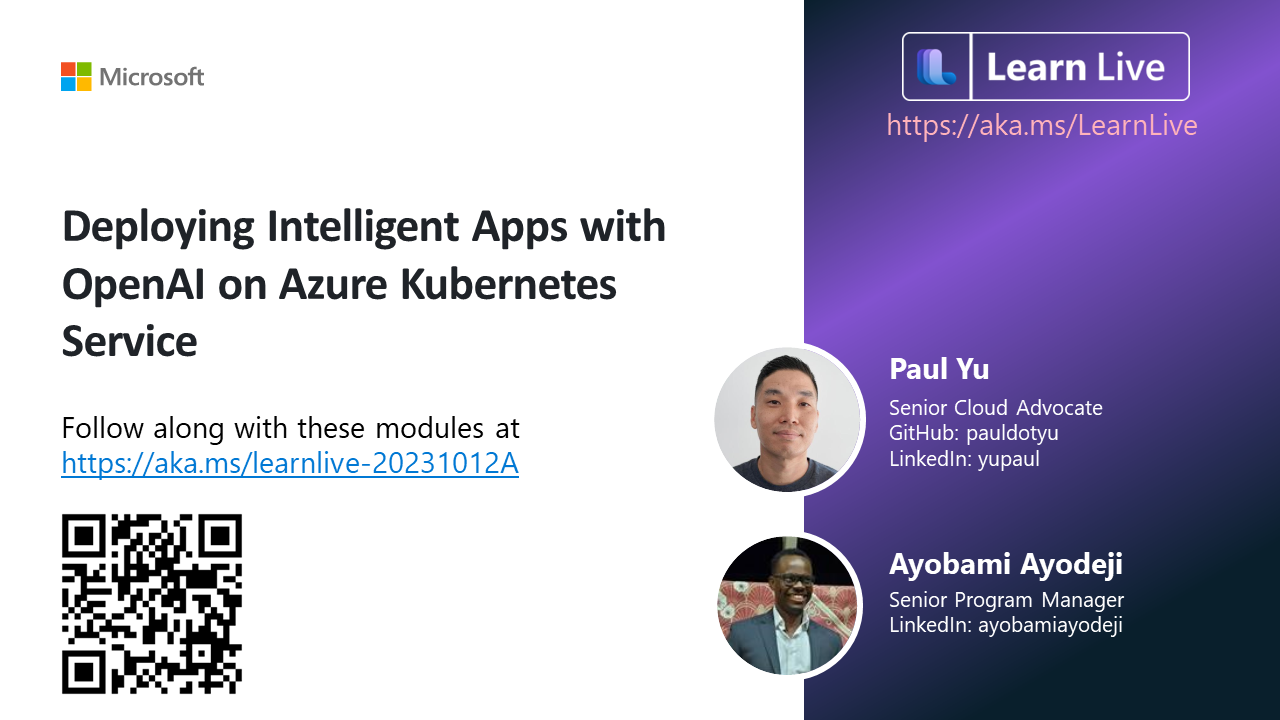 Microsoft
Learn Live
https://aka.ms/LearnLive
Deploying Intelligent Apps with
OpenAI on Azure Kubernetes
Service
Follow along with these modules at
https://aka.ms/learnlive-20231012A
Paul Yu
Senior Cloud Advocate
GitHub: pauldotyu
LinkedIn: yupaul
Ayobami Ayodeji
Senior Program Manager
LinkedIn: ayobamiayodeji